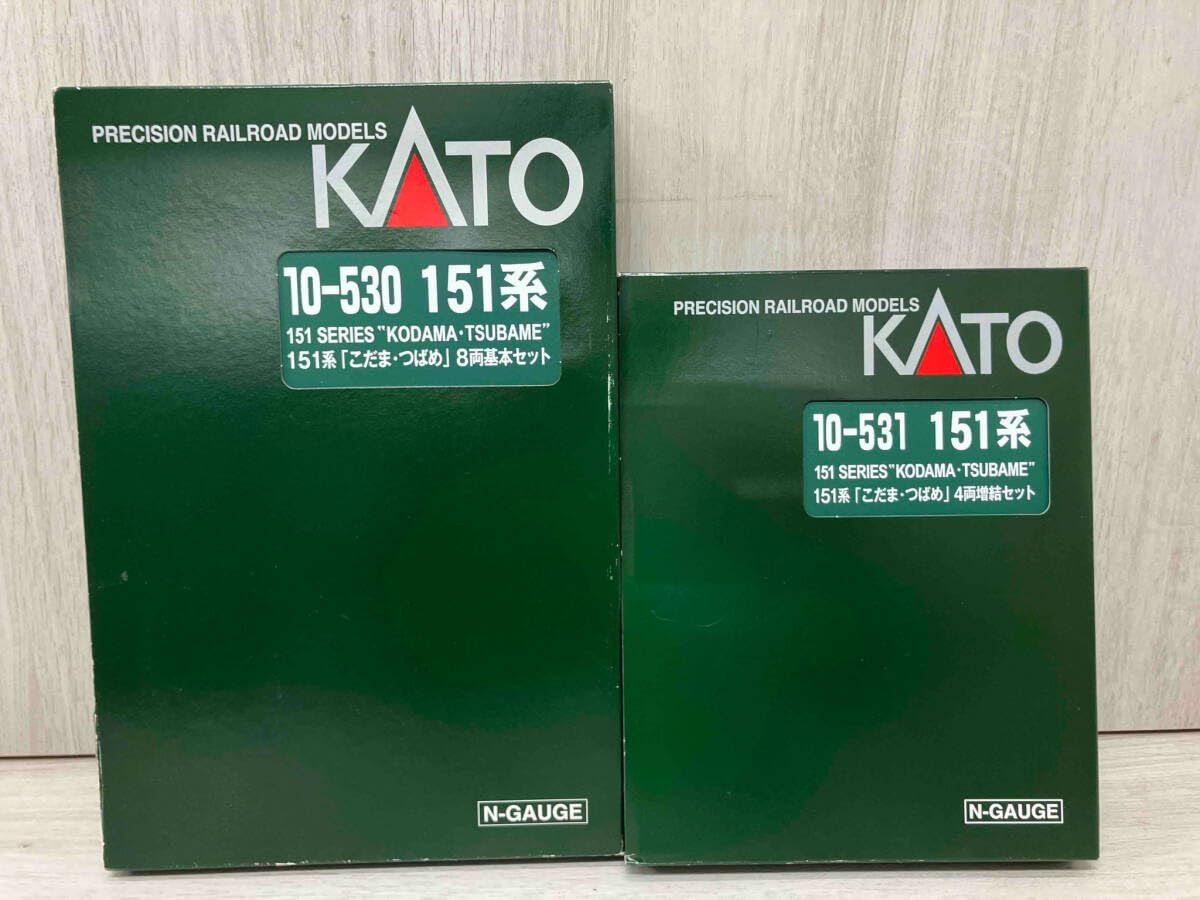 PRECISION RAILROAD MODELS
KATO
10-530 151系
151 SERIES "KODAMA・TSUBAME"
151系「こだま・つばめ」8両基本セット
N-GAUGE
PRECISION RAILROAD MODELS
KATO
10-531 151系
151 SERIES "KODAMA・TSUBAME"
151系「こだま・つばめ」4両増結セット
N-GAUGE